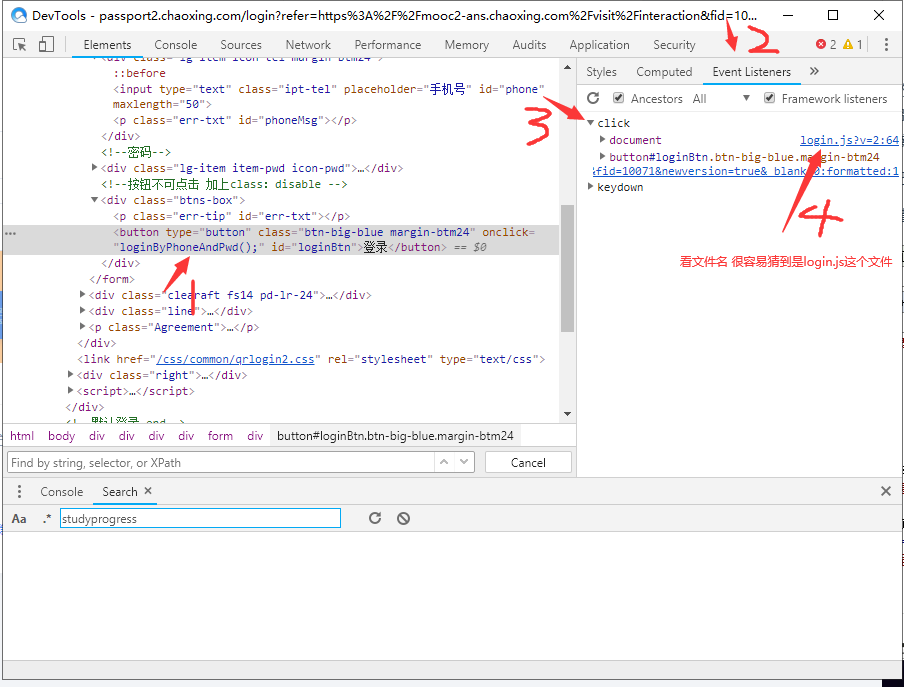 DevTools - passport2.chaoxing.com/login?refer=https%3A%2F%2Fmooc2-ans.chaoxing.com%2Fvisit%2Finteraction&fid=10...
Elements Console Sources Network Performance Memory Audits Application Security 2 1
2
::before
<input type="text" class="ipt-tel" placeholder="手机号" id="phone"
maxlength="50">
<p class="err-txt" id="phoneMsg"></p>
</div>
<!--密码-->
<div class="lg-item item-pwd icon-pwd">…</div>
<!--按钮不可点击 加上class: disable -->
<div class="btns-box">
<p class="err-tip" id="err-txt"></p>
<button type="button" class="btn-big-blue margin-btm24" onclick=
"loginByPhoneAndPwd();" id="loginBtn">登录</button> == $0
</div>
</form>
<div class="clearaft fs14 pd-lr-24">…</div>
<div class="line">…</div>
<p class="Agreement">…</p>
</div>
<link href="/css/common/qrlogin2.css" rel="stylesheet" type="text/css">
<div class="right">…</div>
<script>…</script>
</div>
1
html body div div div div form div button#loginBtn.btn-big-blue.margin-btm24
Find by string, selector, or XPath Cancel
Styles Computed Event Listeners »
Ancestors All Framework listeners
3
click
document login.js?v=2:64
button#loginBtn.btn-big-blue.margin-btm24
&fid=10071&newversion=true&_blank=0:formatted:1
keydown
4
看文件名 很容易猜到是login.js这个文件
Console Search ×
Aa .* studyprogress